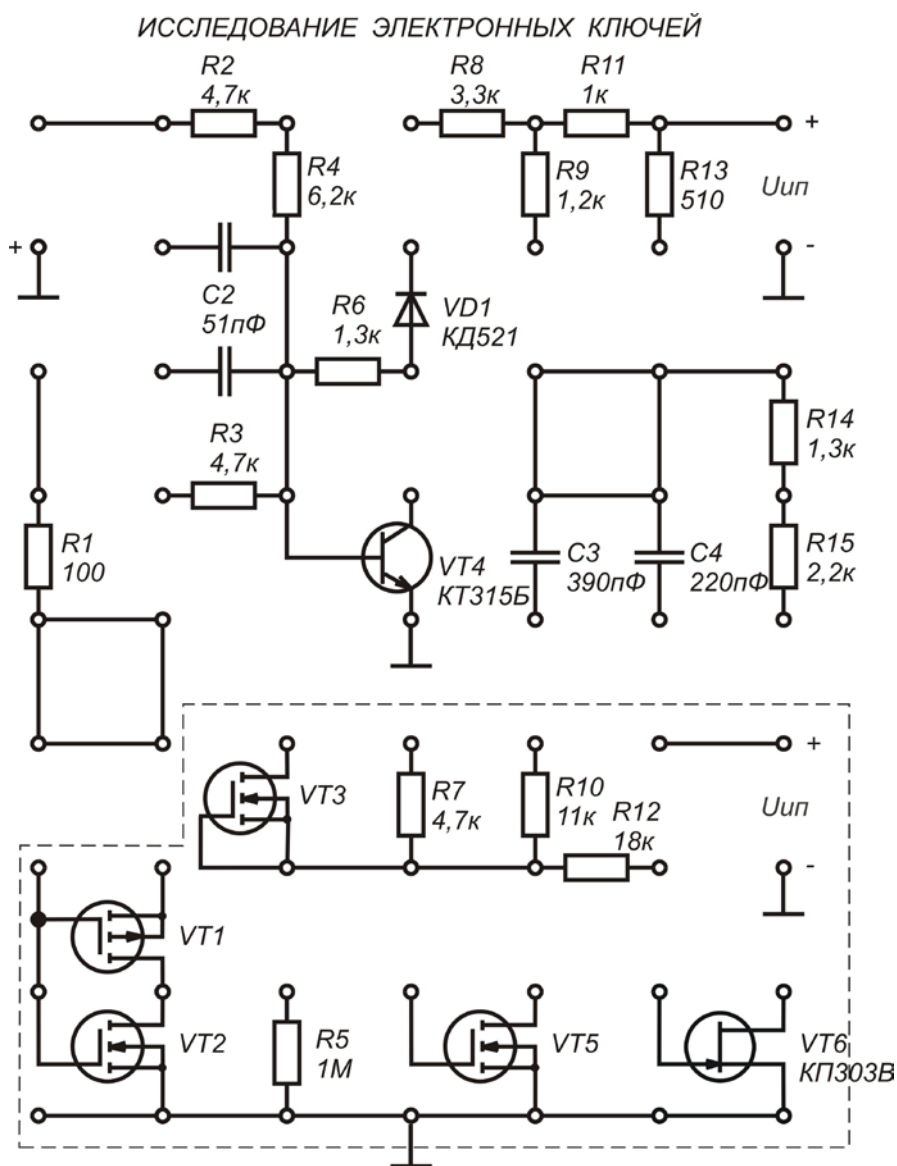 ИССЛЕДОВАНИЕ ЭЛЕКТРОННЫХ КЛЮЧЕЙ
R2
4,7к
R8
3,3к
R11
1к
+
R4
6,2к
R9
1,2к
R13
510
Uип
+
-
C2
51пФ
R6
1,3к
VD1
КД521
R3
4,7к
R14
1,3к
R1
100
VT4
КТ315Б
C3
390пФ
C4
220пФ
R15
2,2к
+
VT3
R7
4,7к
R10
11к
R12
18к
Uип
-
VT1
VT2
R5
1М
VT5
VT6
КП303В